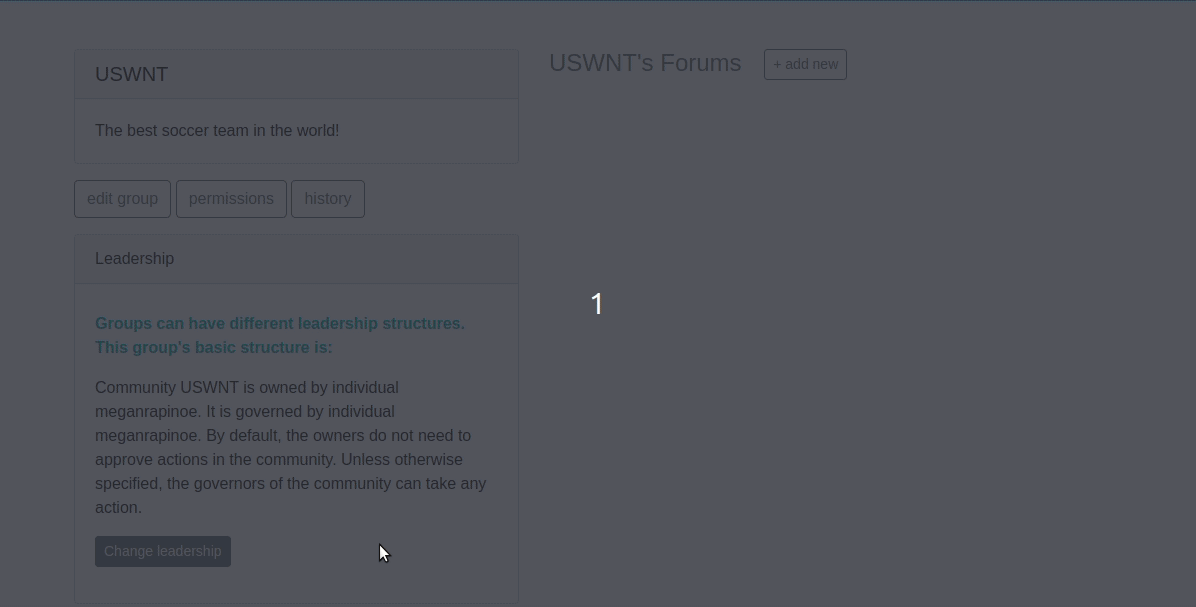 USWNT
The best soccer team in the world!
edit group
permissions
history
Leadership
Groups can have different leadership structures.
This group's basic structure is:
Community USWNT is owned by individual
meganrapinoe. It is governed by individual
meganrapinoe. By default, the owners do not need to
approve actions in the community. Unless otherwise
specified, the governors of the community can take any
action.
Change leadership
USWNT's Forums
+ add new
1